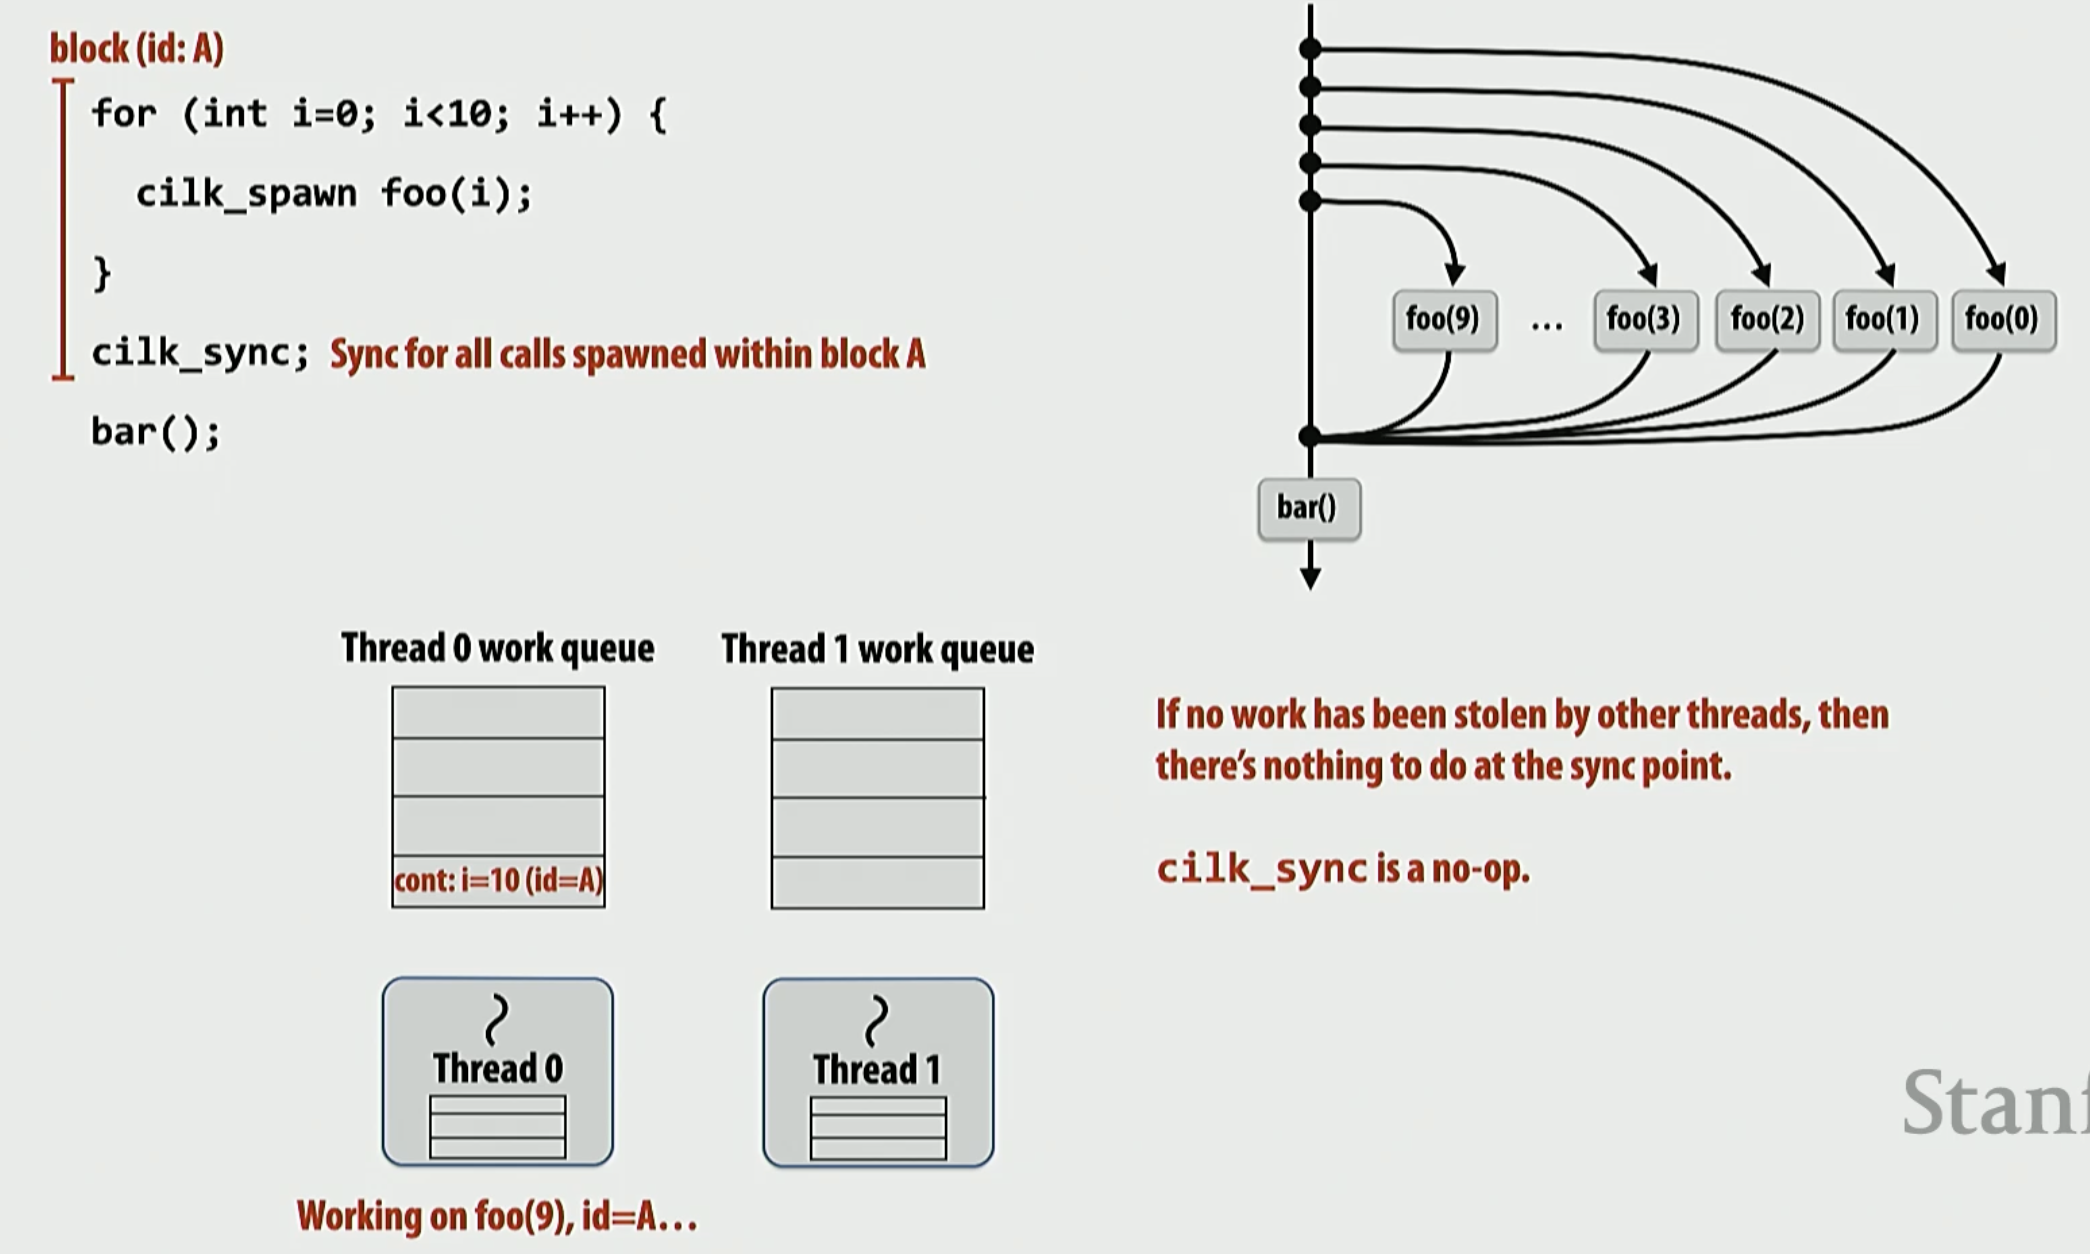 block (id: A)
for (int i=0; i<10; i++) {
cilk_spawn foo(i);
}
cilk_sync; Sync for all calls spawned within block A
bar();
foo(9) ... foo(3) foo(2) foo(1) foo(0)
bar()
Thread 0 work queue
Thread 1 work queue
cont: i=10 (id=A)
If no work has been stolen by other threads, then
there's nothing to do at the sync point.
cilk_sync is a no-op.
Thread 0
Thread 1
Working on foo(9), id=A...